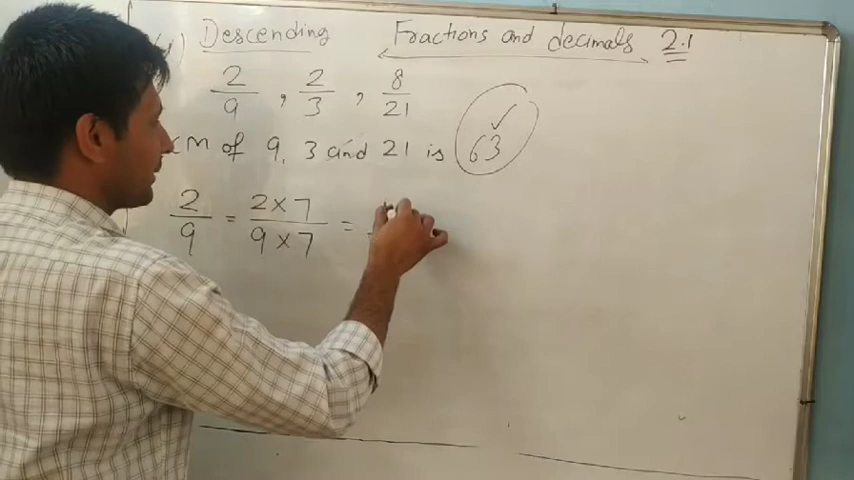 Descending Fractions and Decimals 2.1
2/9 , 2/3 , 8/21
CM of 9, 3 and 21 is 63 ✓
2/9 = 2×7/9×7 =